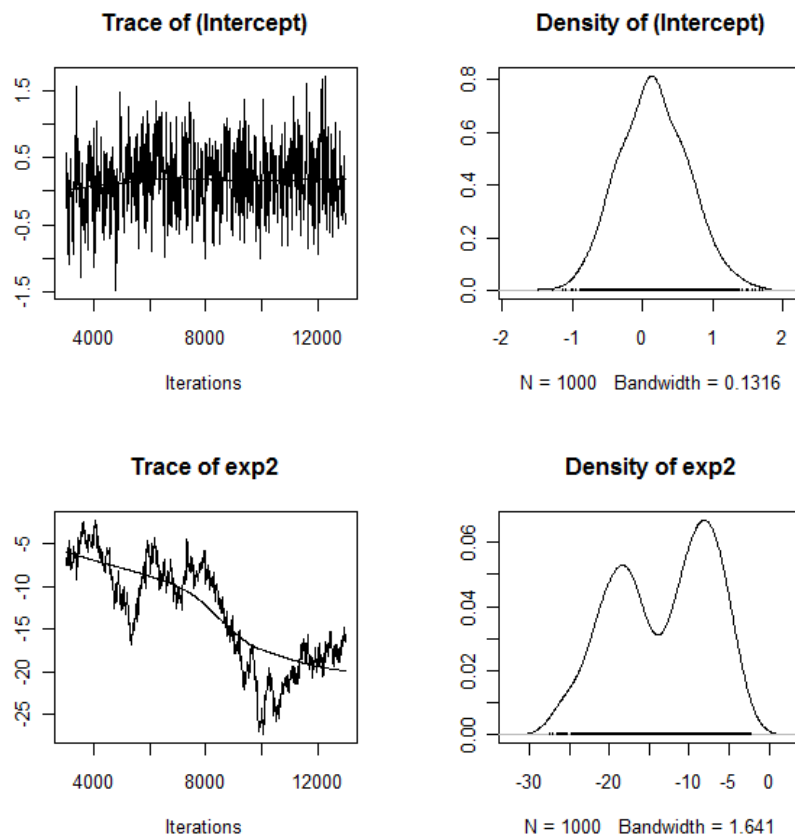 Trace of (Intercept)
1.5
0.5
-0.5
-1.5
4000 8000 12000
Iterations
Density of (Intercept)
0.8
0.6
0.4
0.2
0.0
-2 -1 0 1 2
N = 1000 Bandwidth = 0.1316
Trace of exp2
-5
-10
-15
-20
-25
4000 8000 12000
Iterations
Density of exp2
0.06
0.04
0.02
0.00
-30 -20 -10 -5 0
N = 1000 Bandwidth = 1.641